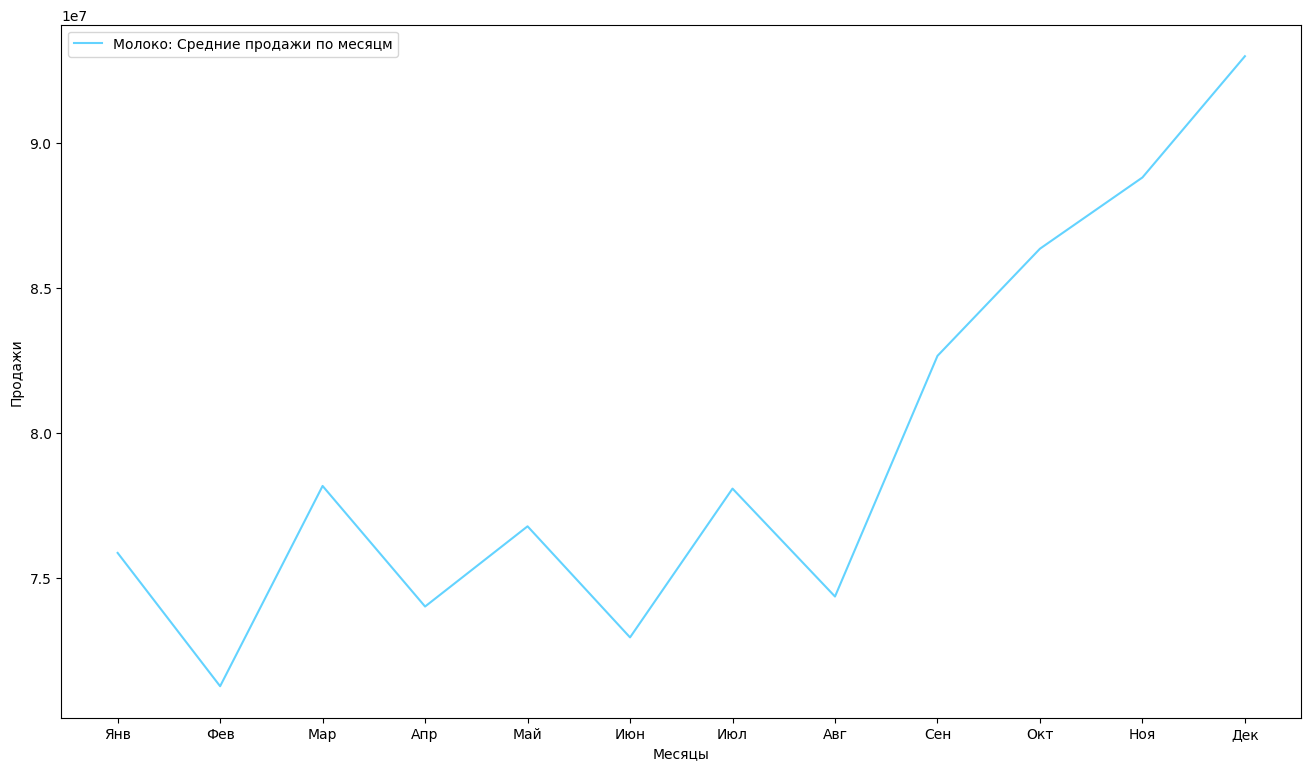 1e7
Молоко: Средние продажи по месяцм
9.0
8.5
8.0
7.5
Продажи
Янв Фев Мар Апр Май Июн Июл Авг Сен Окт Ноя Дек
Месяцы